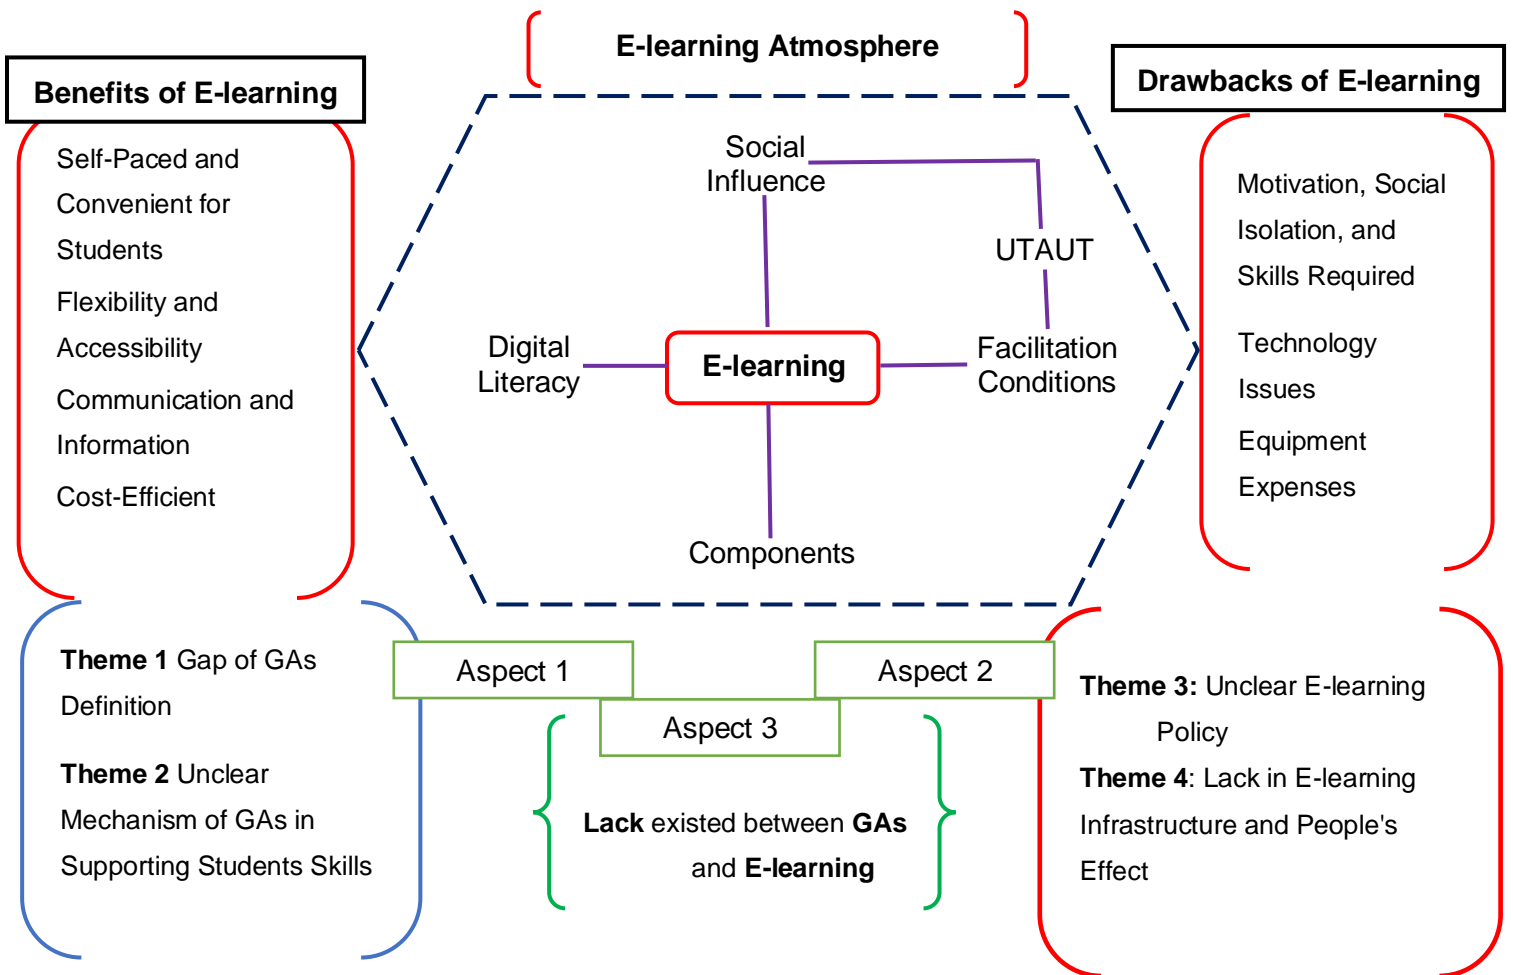 E-learning Atmosphere
Benefits of E-learning
Self-Paced and
Convenient for
Students
Flexibility and
Accessibility
Communication and
Information
Cost-Efficient
Social
Influence
UTAUT
Digital
Literacy
E-learning
Facilitation
Conditions
Components
Drawbacks of E-learning
Motivation, Social
Isolation, and
Skills Required
Technology
Issues
Equipment
Expenses
Theme 1 Gap of GAs
Definition
Theme 2 Unclear
Mechanism of GAs in
Supporting Students Skills
Aspect 1
Aspect 2
Aspect 3
Lack existed between GAs
and E-learning
Theme 3: Unclear E-learning
Policy
Theme 4: Lack in E-learning
Infrastructure and People's
Effect